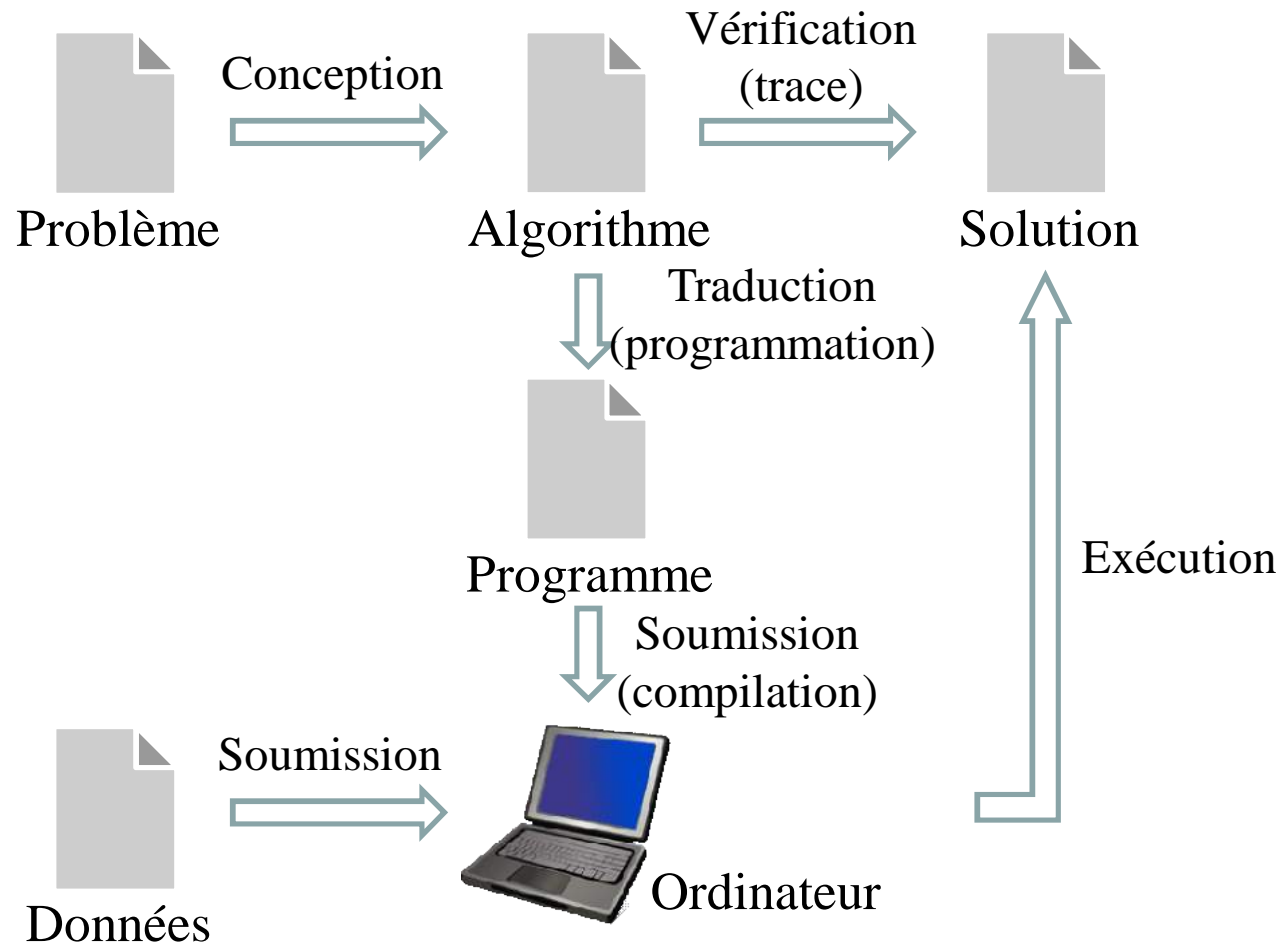 Conception
Vérification
(trace)
Problème
Algorithme
Solution
Traduction
(programmation)
Programme
Exécution
Soumission
(compilation)
Soumission
Ordinateur
Données